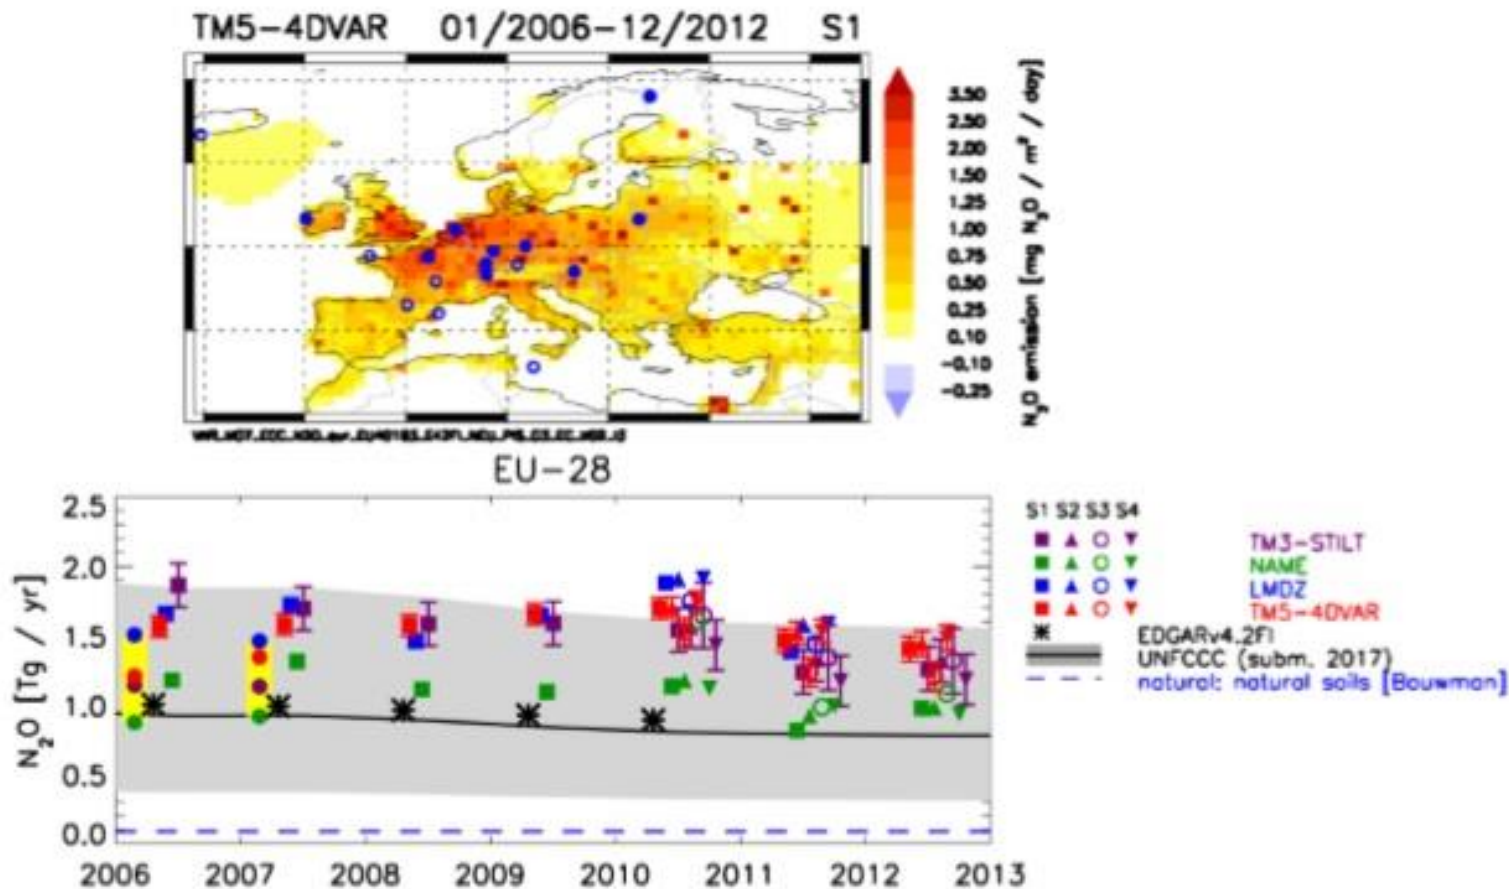 TM5-4DVAR 01/2006-12/2012 S1
3.50
2.50
2.00
1.50
1.25
1.00
0.75
0.50
0.25
0.10
-0.10
-0.25
N₂O emission [mg N₂O / m² / day]
EU-28
2.5
2.0
1.5
1.0
0.5
0.0
N₂O [Tg / yr]
2006 2007 2008 2009 2010 2011 2012 2013
S1 S2 S3 S4
TM3-STILT
NAME
LMDZ
TM5-4DVAR
EDGARv4.2FI
UNFCCC (subm. 2017)
natural: natural soils [Bouwman]